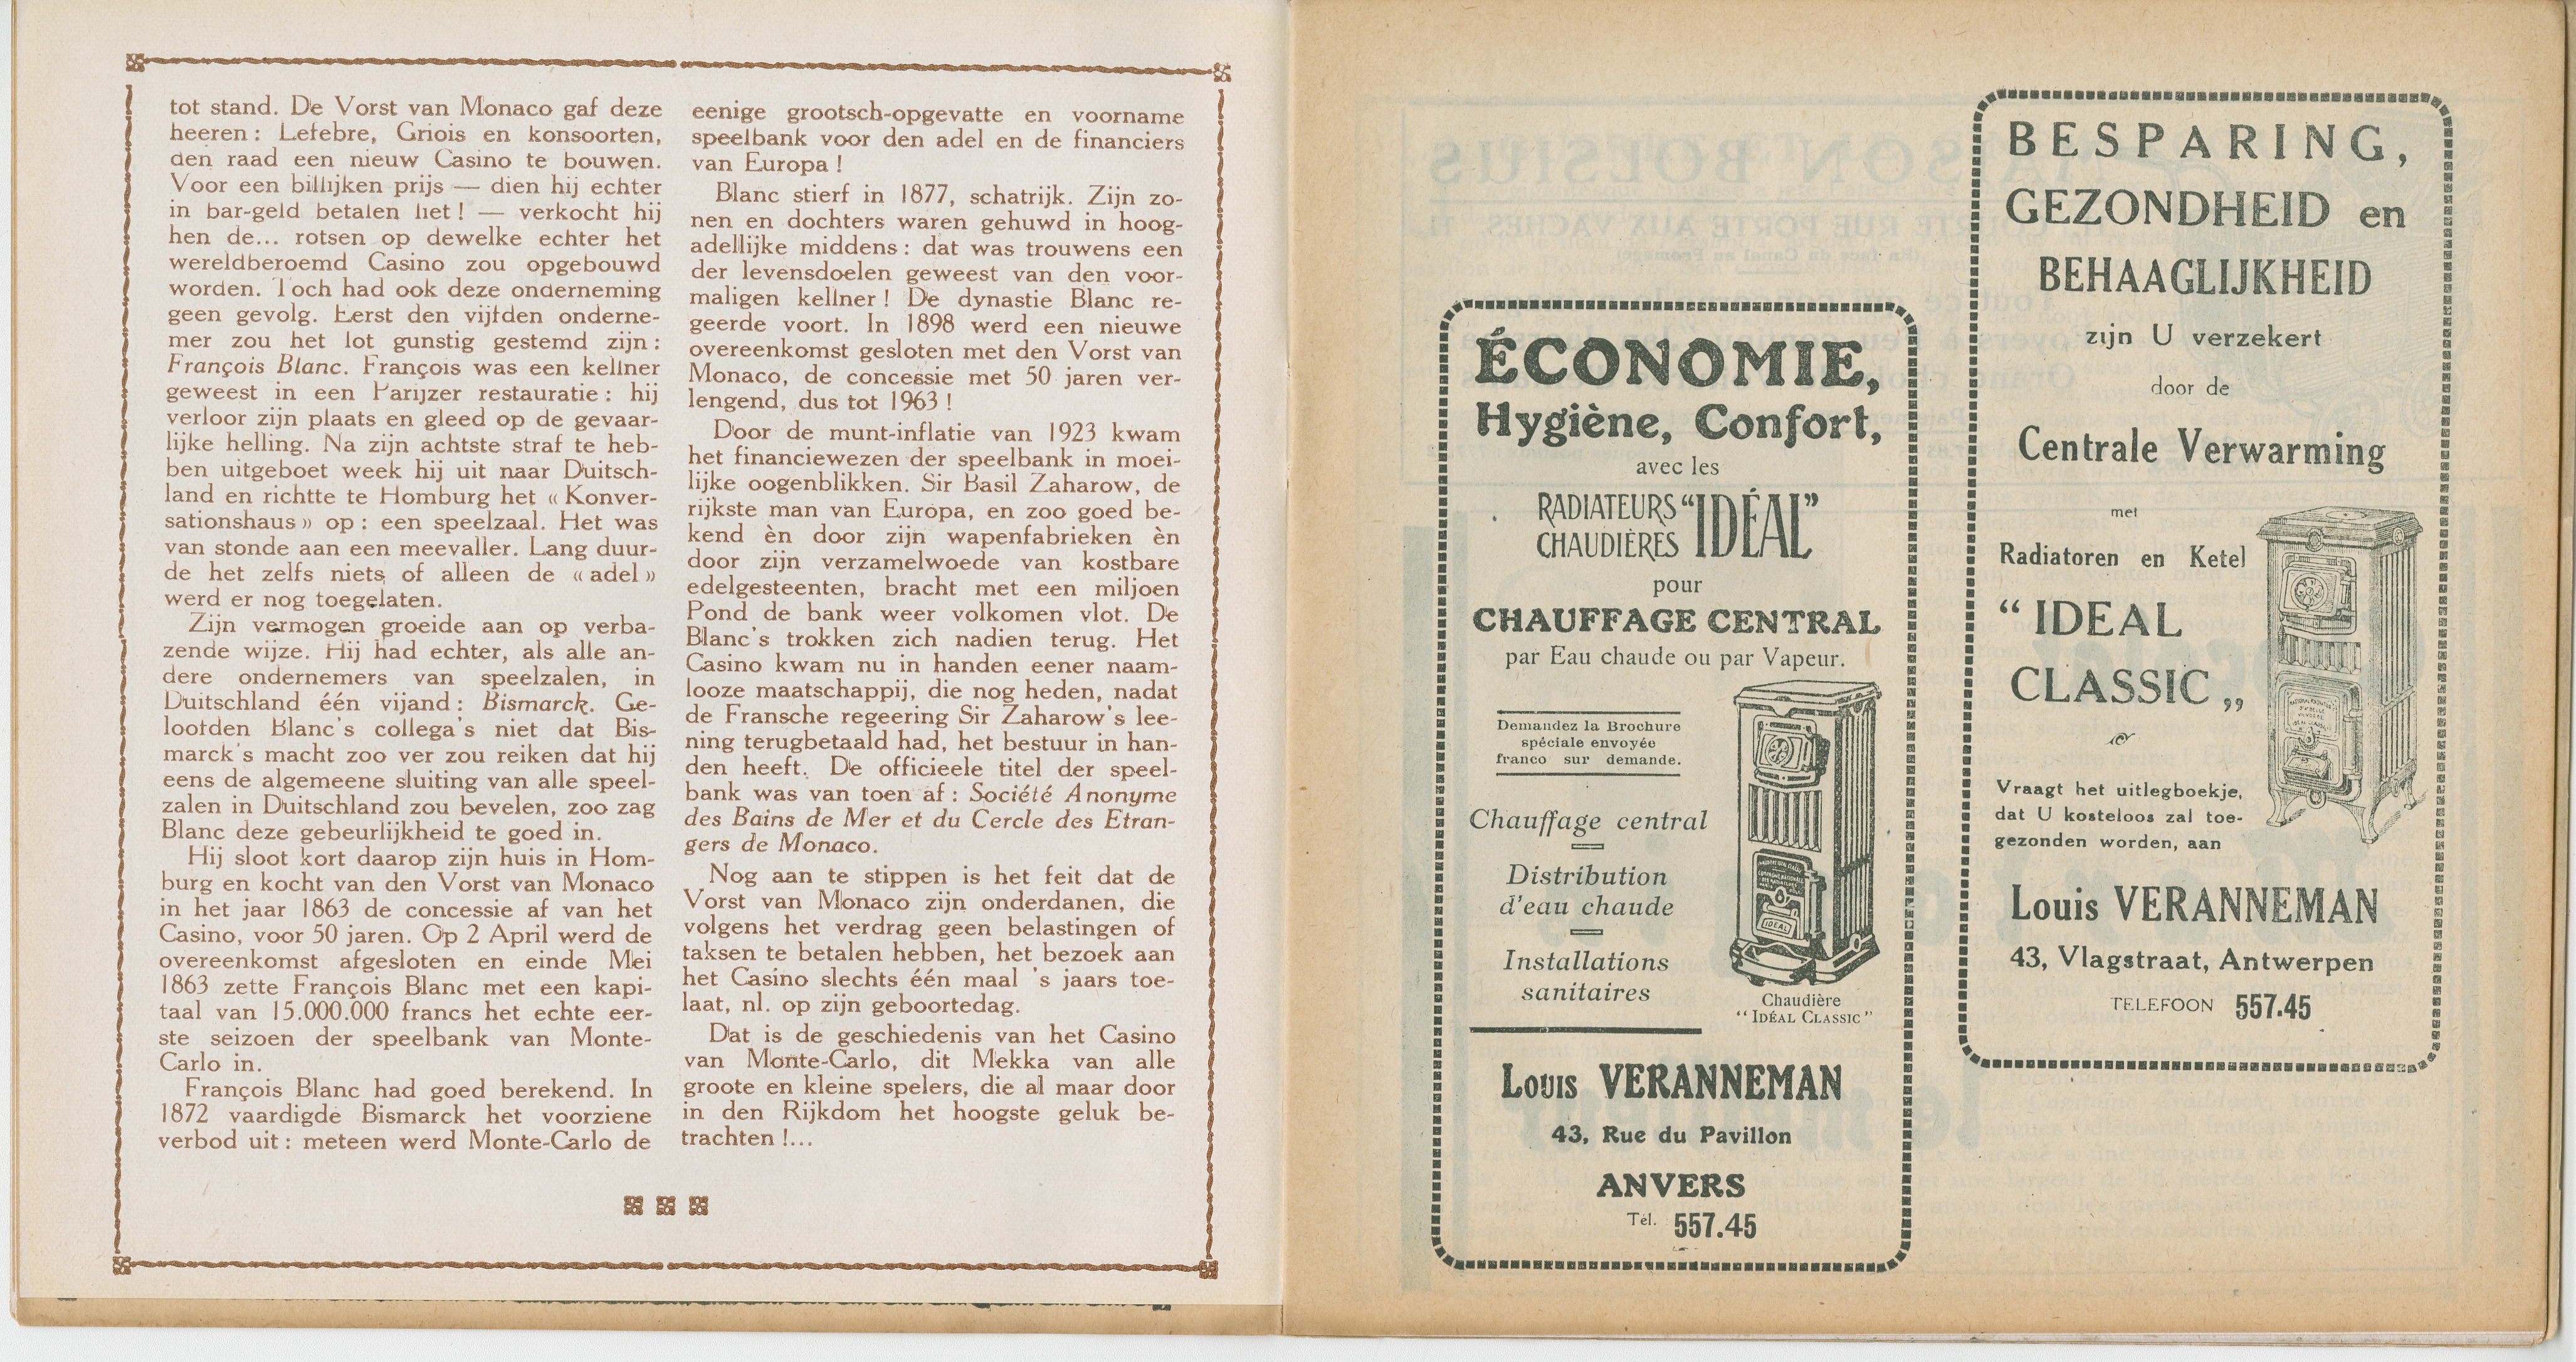 tot stand. De Vorst van Monaco gaf deze
heeren : Lefebre, Griois en konsoorten,
den raad een nieuw Casino te bouwen.
Voor een billijken prijs — dien hij echter
in bar-geld betalen liet ! — verkocht hij
hen de... rotsen op dewelke echter het
wereldberoemd Casino zou opgebouwd
worden. Toch had ook deze onderneming
geen gevolg. Eerst den vijfden onderne-
mer zou het lot gunstig gestemd zijn :
François Blanc. François was een kellner
geweest in een Parijzer restauratie : hij
verloor zijn plaats en gleed op de gevaar-
lijke helling. Na zijn achtste straf te heb-
ben uitgeboet week hij uit naar Duitsch-
land en richtte te Homburg het « Konver-
sationshaus » op : een speelzaal. Het was
van stonde aan een meevaller. Lang duur-
de het zelfs niets of alleen de « adel »
werd er nog toegelaten.
Zijn vermogen groeide aan op verba-
zende wijze. Hij had echter, als alle an-
dere ondernemers van speelzalen, in
Duitschland één vijand : Bismarck. Ge-
loofden Blanc's collega's niet dat Bis-
marck's macht zoo ver zou reiken dat hij
eens de algemeene sluiting van alle speel-
zalen in Duitschland zou bevelen, zoo zag
Blanc deze gebeurlijkheid te goed in.
Hij sloot kort daarop zijn huis in Hom-
burg en kocht van den Vorst van Monaco
in het jaar 1863 de concessie af van het
Casino, voor 50 jaren. Op 2 April werd de
overeenkomst afgesloten en einde Mei
1863 zette François Blanc met een kapi-
taal van 15.000.000 francs het echte eer-
ste seizoen der speelbank van Monte-
Carlo in.
François Blanc had goed berekend. In
1872 vaardigde Bismarck het voorziene
verbod uit : meteen werd Monte-Carlo de
eenige grootsch-opgevatte en voorname
speelbank voor den adel en de financiers
van Europa !
Blanc stierf in 1877, schatrijk. Zijn zo-
nen en dochters waren gehuwd in hoog-
adellijke middens : dat was trouwens een
der levensdoelen geweest van den voor-
maligen kellner ! De dynastie Blanc re-
geerde voort. In 1898 werd een nieuwe
overeenkomst gesloten met den Vorst van
Monaco, de concessie met 50 jaren ver-
lengend, dus tot 1963 !
Door de munt-inflatie van 1923 kwam
het financiewezen der speelbank in moei-
lijke oogenblikken. Sir Basil Zaharow, de
rijkste man van Europa, en zoo goed be-
kend èn door zijn wapenfabrieken èn
door zijn verzamelwoede van kostbare
edelgesteenten, bracht met een miljoen
Pond de bank weer volkomen vlot. De
Blanc's trokken zich nadien terug. Het
Casino kwam nu in handen eener naam-
looze maatschappij, die nog heden, nadat
de Fransche regeering Sir Zaharow's lee-
ning terugbetaald had, het bestuur in han-
den heeft. De officieele titel der speel-
bank was van toen af : Société Anonyme
des Bains de Mer et du Cercle des Etran-
gers de Monaco.
Nog aan te stippen is het feit dat de
Vorst van Monaco zijn onderdanen, die
volgens het verdrag geen belastingen of
taksen te betalen hebben, het bezoek aan
het Casino slechts één maal 's jaars toe-
laat, nl. op zijn geboortedag.
Dat is de geschiedenis van het Casino
van Monte-Carlo, dit Mekka van alle
groote en kleine spelers, die al maar door
in den Rijkdom het hoogste geluk be-
trachten !...
ÉCONOMIE,
Hygiène, Confort,
avec les
RADIATEURS
CHAUDIÈRES
“IDÉAL”
pour
CHAUFFAGE CENTRAL
par Eau chaude ou par Vapeur.
Demandez la Brochure
spéciale envoyée
franco sur demande.
Chauffage central
Distribution
d'eau chaude
Installations
sanitaires
IDEAL
Chaudière
“ IDÉAL CLASSIC ”
Louis VERANNEMAN
43, Rue du Pavillon
ANVERS
Tél. 557.45
BESPARING,
GEZONDHEID en
BEHAAGLIJKHEID
zijn U verzekert
door de
Centrale Verwarming
met
Radiatoren en Ketel
“ IDEAL
CLASSIC „
Vraagt het uitlegboekje,
dat U kosteloos zal toe-
gezonden worden, aan
Louis VERANNEMAN
43, Vlagstraat, Antwerpen
TELEFOON 557.45